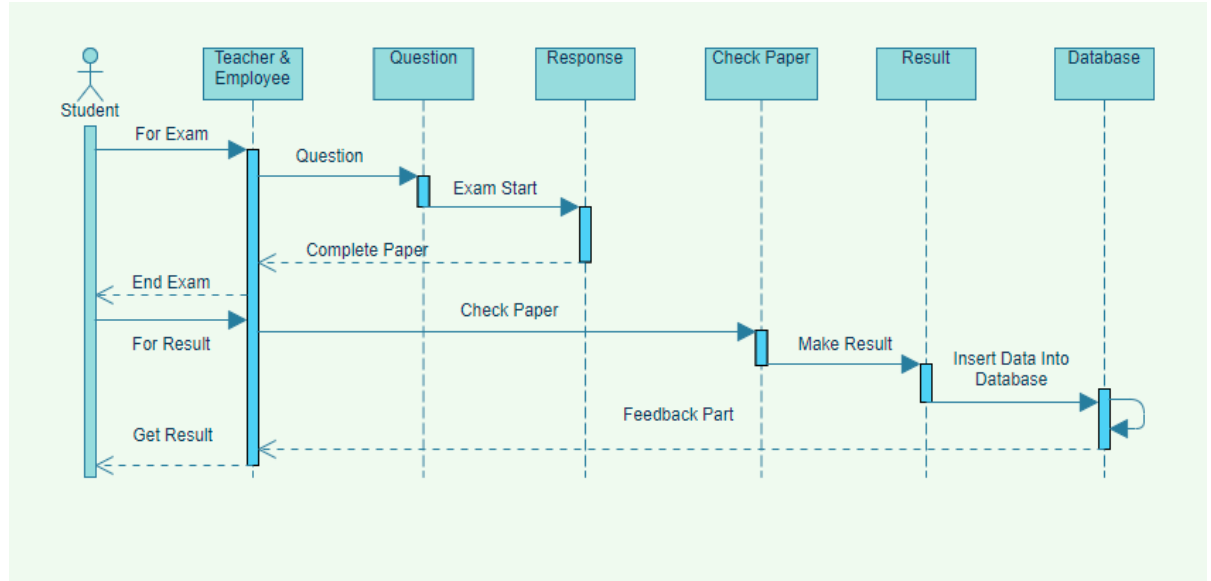 Teacher &
Employee
Question
Response
Check Paper
Result
Database
Student
For Exam
Question
Exam Start
Complete Paper
End Exam
Check Paper
For Result
Make Result
Insert Data Into
Database
Feedback Part
Get Result